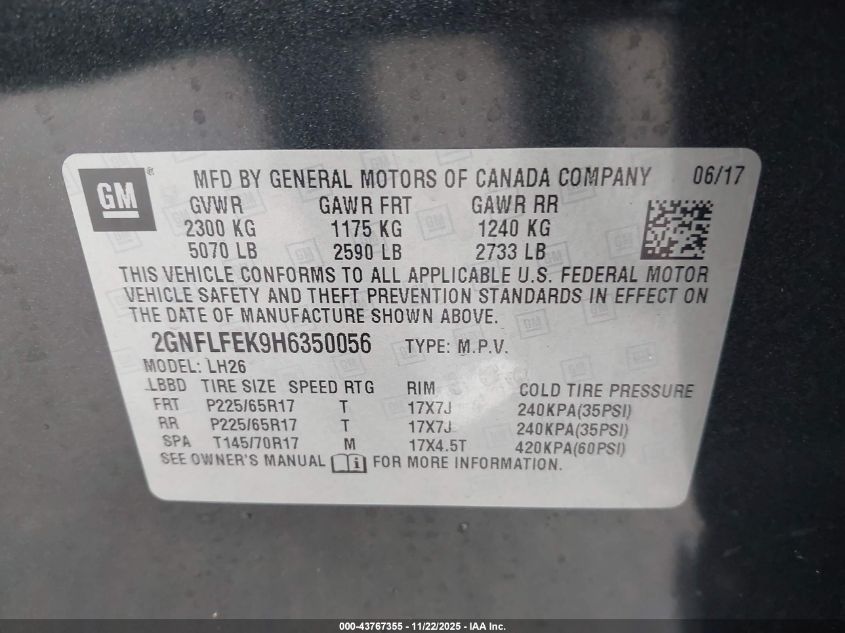 GM ® MFD BY GENERAL MOTORS OF CANADA COMPANY 06/17
GVWR GAWR FRT GAWR RR
2300 KG 1175 KG 1240 KG
5070 LB 2590 LB 2733 LB
THIS VEHICLE CONFORMS TO ALL APPLICABLE U.S. FEDERAL MOTOR
VEHICLE SAFETY AND THEFT PREVENTION STANDARDS IN EFFECT ON
THE DATE OF MANUFACTURE SHOWN ABOVE.
2GNFLFEK9H6350056 TYPE: M.P.V.
MODEL: LH26
LBBD TIRE SIZE SPEED RTG RIM COLD TIRE PRESSURE
FRT P225/65R17 T 17X7J 240KPA(35PSI)
RR P225/65R17 T 17X7J 240KPA(35PSI)
SPA T145/70R17 M 17X4.5T 420KPA(60PSI)
SEE OWNER'S MANUAL i FOR MORE INFORMATION.
000-43767355 - 11/22/2025 - IAA Inc.